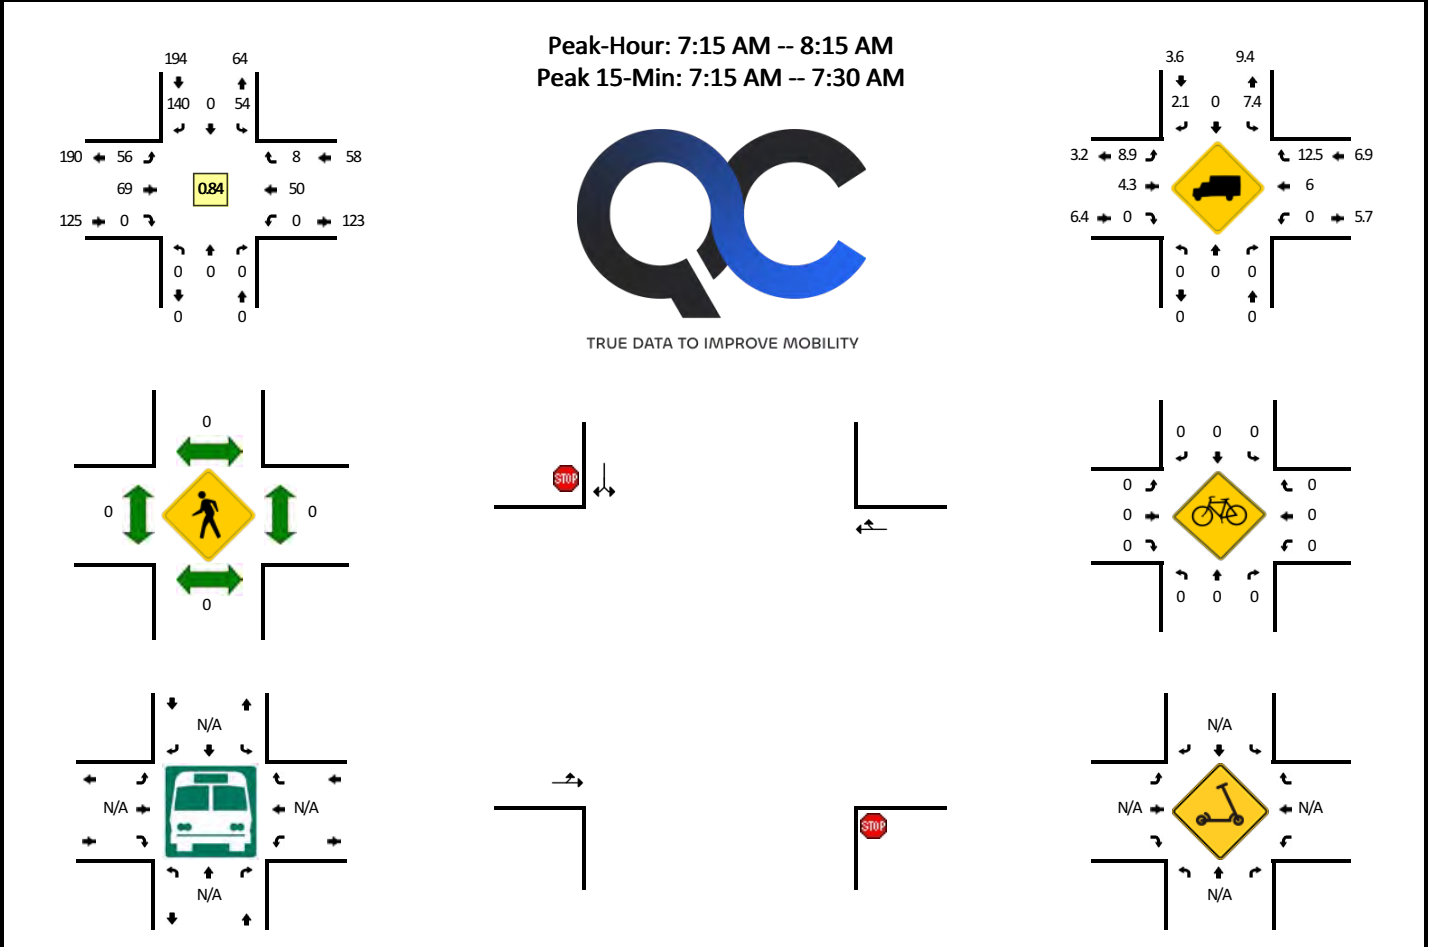 Peak-Hour: 7:15 AM -- 8:15 AM
Peak 15-Min: 7:15 AM -- 7:30 AM
194 64
140 0 54
190 56 8 58
69 0.84 50
125 0 0 123
0 0 0
0 0
QC
TRUE DATA TO IMPROVE MOBILITY
3.6 9.4
2.1 0 7.4
3.2 8.9 12.5 6.9
4.3 6
6.4 0 0 5.7
0 0 0
0 0
0
0 0
0
STOP
STOP
0 0 0
0 0
0 0
0 0
0 0 0
N/A
N/A N/A
N/A
N/A
N/A N/A
N/A